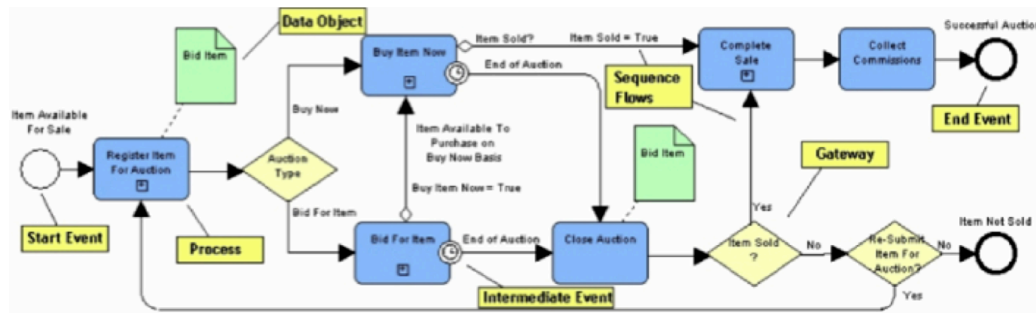 Data Object
Bid Item
Buy Item Now
Item Sold?
Item Sold = True
Complete
Sale
Collect
Commissions
Successful Auction
End of Auction
Sequence
Flows
End Event
Item Available
For Sale
Buy Now
Item Available To
Purchase on
Buy Now Basis
Bid Item
Gateway
Register Item
For Auction
Auction
Type
Buy Item Now = True
Start Event
Process
Bid For Item
Bid For Item
End of Auction
Close Auction
Yes
Item Sold
?
No
Re-Submit
Item For
Auction?
No
Item Not Sold
Intermediate Event
Yes